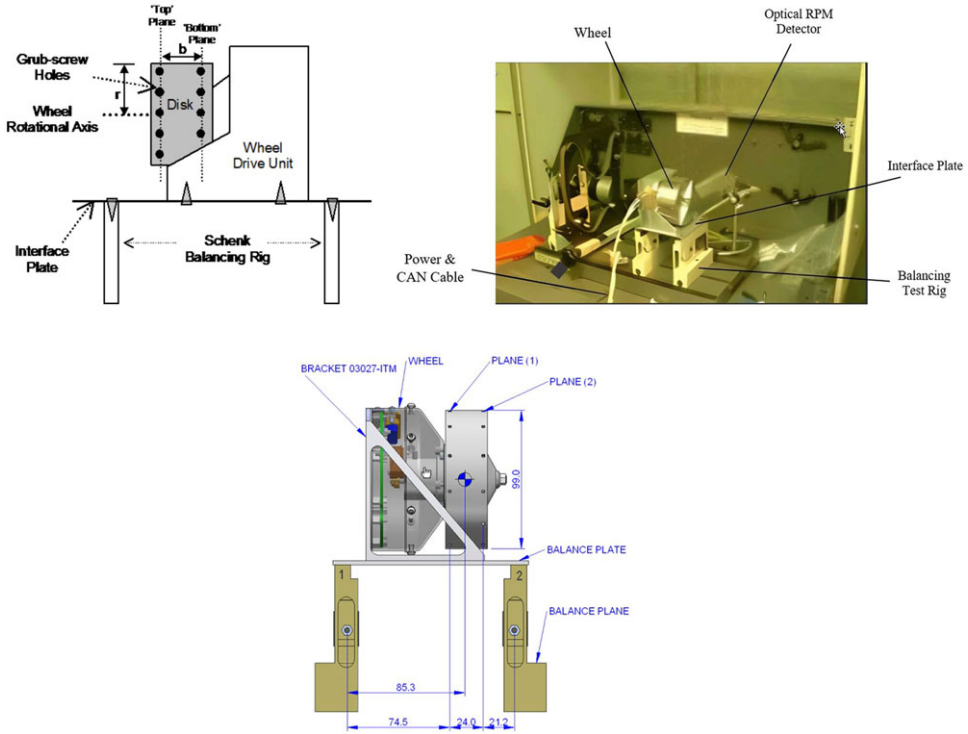 'Top'
Plane
'Bottom'
Plane
b
Grub-screw
Holes
r
Disk
Wheel
Rotational Axis
Wheel
Drive Unit
Interface
Plate
Schenk
Balancing Rig
Wheel
Optical RPM
Detector
Interface Plate
Power &
CAN Cable
Balancing
Test Rig
BRACKET 03027-ITM
WHEEL
PLANE (1)
PLANE (2)
99.0
BALANCE PLATE
1
2
BALANCE PLANE
85.3
74.5
24.0
21.2